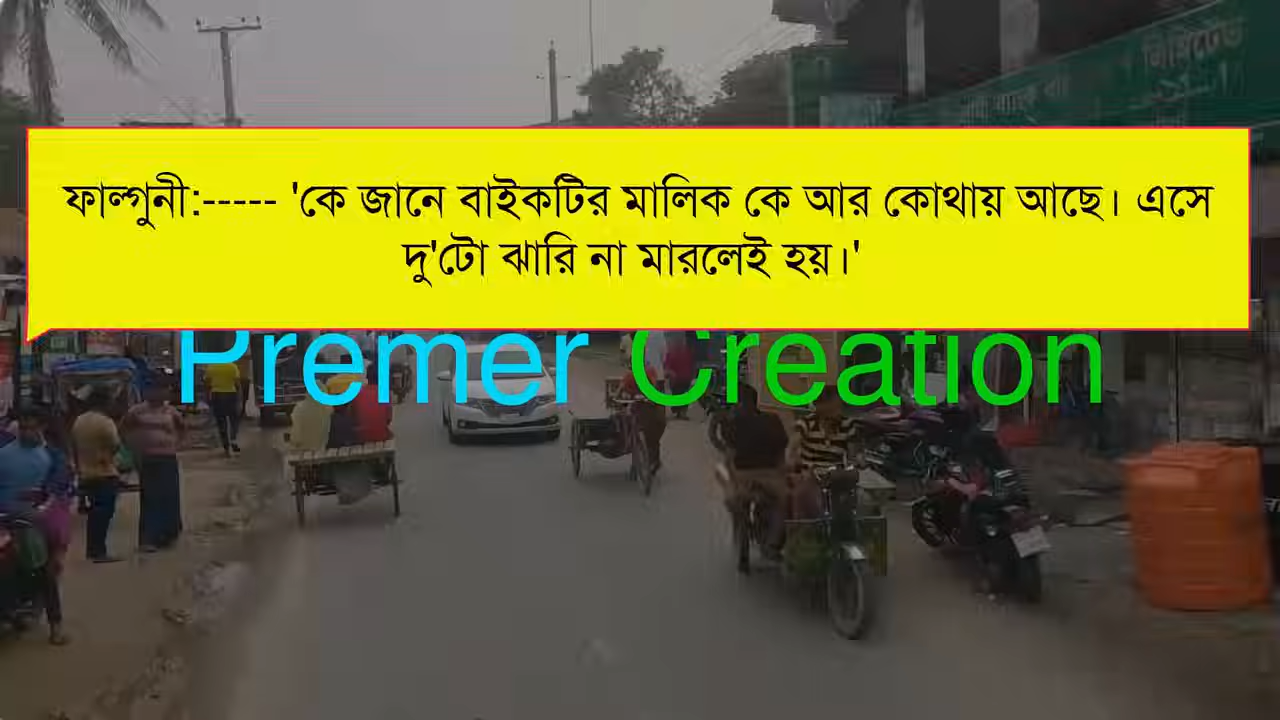 ফাল্গুনী:----- 'কে জানে বাইকটির মালিক কে আর কোথায় আছে। এসে
দু'টো ঝারি না মারলেই হয়।'
Premer Creation